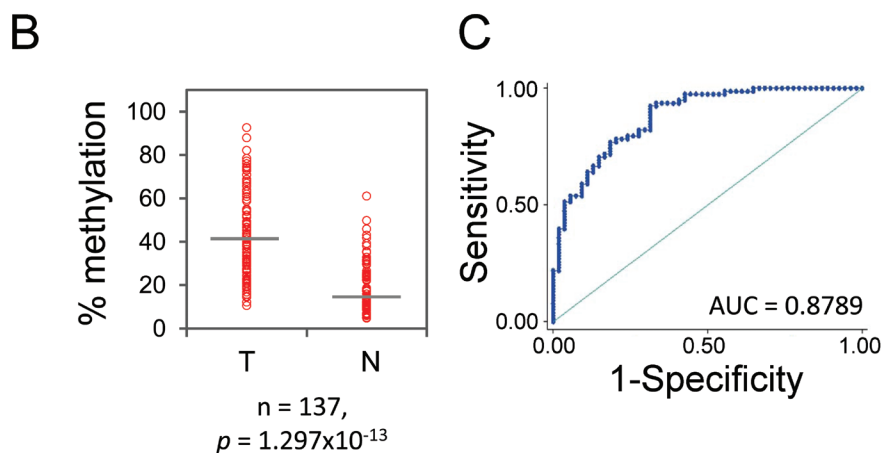 B
% methylation
100
80
60
40
20
0
T N
n = 137,
p = 1.297x10⁻¹³
C
Sensitivity
1.00
0.50
0.00
AUC = 0.8789
0.00 0.50 1.00
1-Specificity